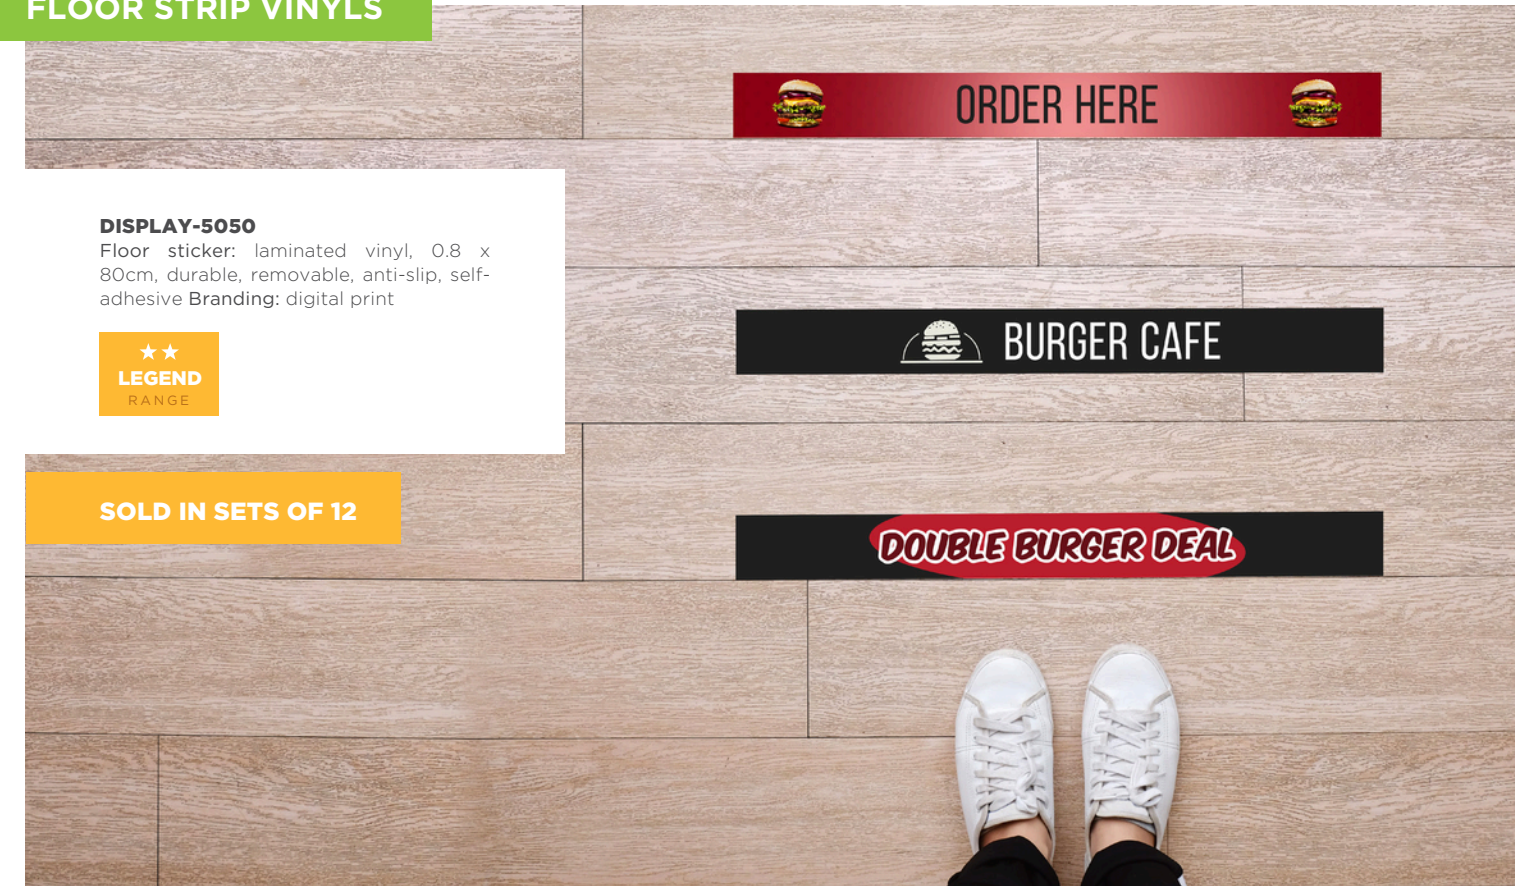 FLOOR STRIP VINYLS
ORDER HERE
DISPLAY-5050
Floor sticker: laminated vinyl, 0.8 x
80cm, durable, removable, anti-slip, self-
adhesive Branding: digital print
LEGEND
RANGE
BURGER CAFE
SOLD IN SETS OF 12
DOUBLE BURGER DEAL